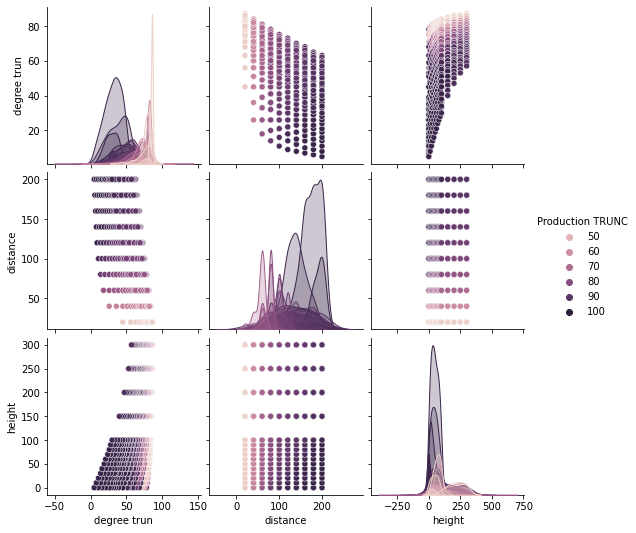 degree trun
80
60
40
20
distance
200
150
100
50
height
300
250
200
150
100
50
0
Production TRUNC
50
60
70
80
90
100
−50 0 50 100 150
0 100 200
−250 0 250 500 750
degree trun distance height